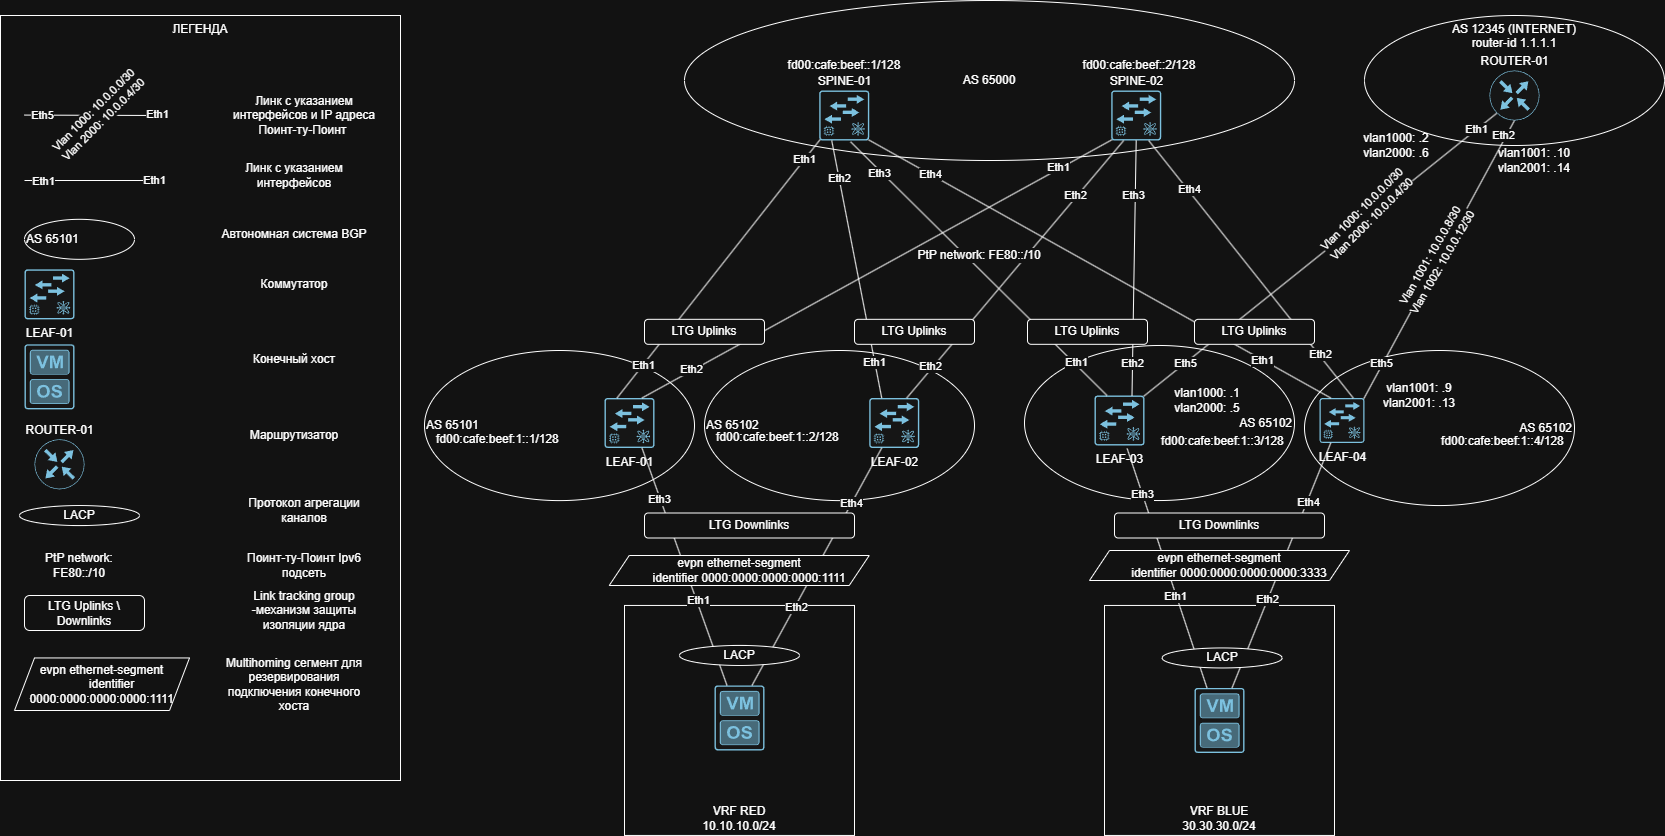 ЛЕГЕНДА
Eth5
Vlan 1000: 10.0.0.0/30
Vlan 2000: 10.0.0.4/30
Eth1
Линк с указанием
интерфейсов и IP адреса
Поинт-ту-Поинт
Eth1
Eth1
Линк с указанием
интерфейсов
AS 65101
Автономная система BGP
Коммутатор
LEAF-01
VM
OS
Конечный хост
ROUTER-01
Маршрутизатор
LACP
Протокол агрегации
каналов
PtP network:
FE80::/10
Поинт-ту-Поинт Ipv6
подсеть
LTG Uplinks \
Downlinks
Link tracking group
-механизм защиты
изоляции ядра
evpn ethernet-segment
identifier
0000:0000:0000:0000:1111
Multihoming сегмент для
резервирования
подключения конечного
хоста
fd00:cafe:beef::1/128
SPINE-01
AS 65000
fd00:cafe:beef::2/128
SPINE-02
AS 12345 (INTERNET)
router-id 1.1.1.1
ROUTER-01
Eth1
Eth2
Eth3
Eth4
Eth1
Eth2
Eth3
Eth4
Eth1
Eth2
vlan1000: .2
vlan2000: .6
vlan1001: .10
vlan2001: .14
Vlan 1000: 10.0.0.0/30
Vlan 2000: 10.0.0.4/30
Vlan 1001: 10.0.0.8/30
Vlan 1002: 10.0.0.12/30
PtP network: FE80::/10
LTG Uplinks
LTG Uplinks
LTG Uplinks
LTG Uplinks
Eth1
Eth2
Eth1
Eth2
Eth1
Eth2
Eth5
Eth1
Eth2
Eth5
AS 65101
fd00:cafe:beef:1::1/128
LEAF-01
AS 65102
fd00:cafe:beef:1::2/128
LEAF-02
vlan1000: .1
vlan2000: .5
AS 65102
fd00:cafe:beef:1::3/128
LEAF-03
vlan1001: .9
vlan2001: .13
AS 65102
fd00:cafe:beef:1::4/128
LEAF-04
Eth3
Eth4
Eth3
Eth4
LTG Downlinks
LTG Downlinks
evpn ethernet-segment
identifier 0000:0000:0000:0000:1111
evpn ethernet-segment
identifier 0000:0000:0000:0000:3333
Eth1
Eth2
Eth1
Eth2
LACP
LACP
VM
OS
VM
OS
VRF RED
10.10.10.0/24
VRF BLUE
30.30.30.0/24